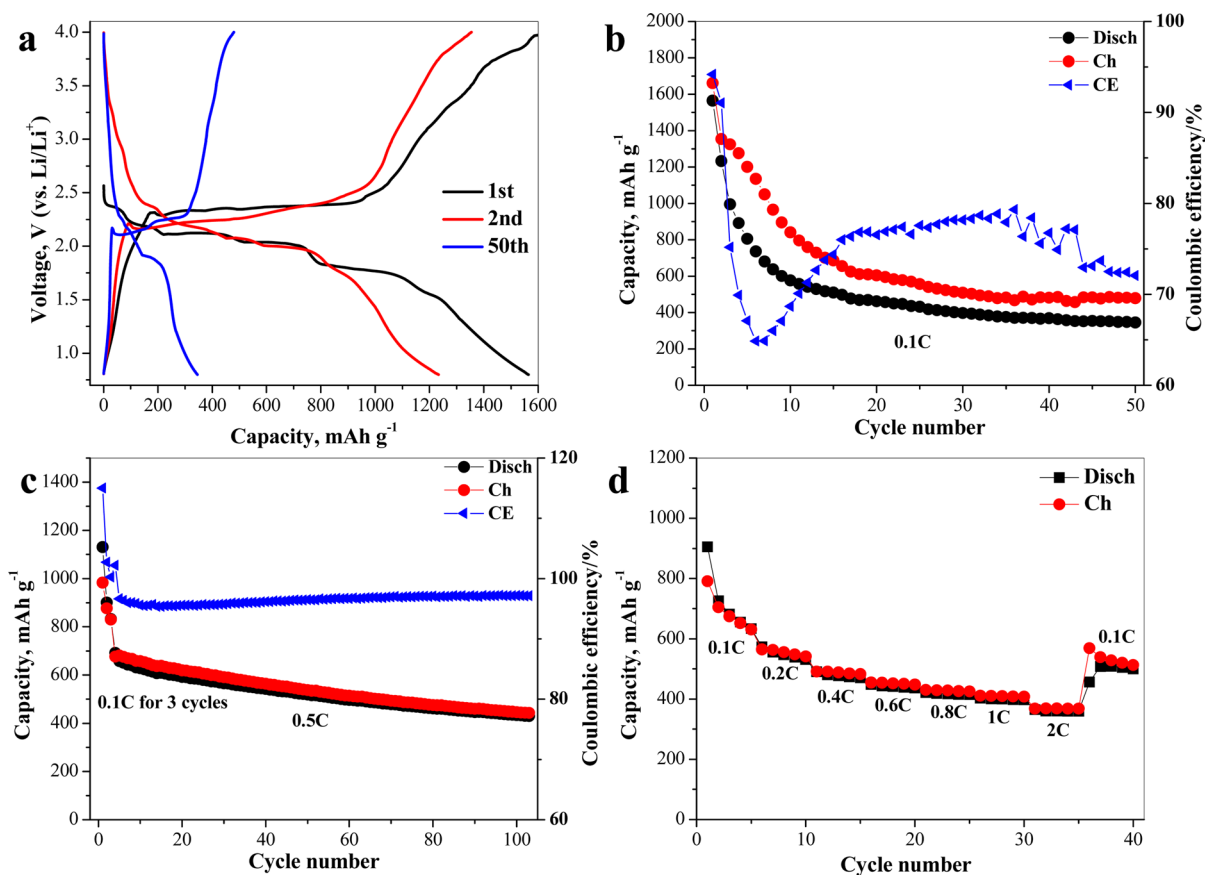 a
4.0
3.5
3.0
2.5
2.0
1.5
1.0
Voltage, V (vs. Li/Li⁺)
1st
2nd
50th
0 200 400 600 800 1000 1200 1400 1600
Capacity, mAh g⁻¹
b
2000
1800
1600
1400
1200
1000
800
600
400
200
0
Capacity, mAh g⁻¹
Disch
Ch
CE
0.1C
100
90
80
70
60
Coulombic efficiency/%
0 10 20 30 40 50
Cycle number
c
1400
1200
1000
800
600
400
200
0
Capacity, mAh g⁻¹
Disch
Ch
CE
0.1C for 3 cycles
0.5C
120
100
80
60
Coulombic efficiency/%
0 20 40 60 80 100
Cycle number
d
1200
1000
800
600
400
200
0
Capacity, mAh g⁻¹
Disch
Ch
0.1C
0.2C
0.4C
0.6C
0.8C
1C
2C
0.1C
0 10 20 30 40
Cycle number